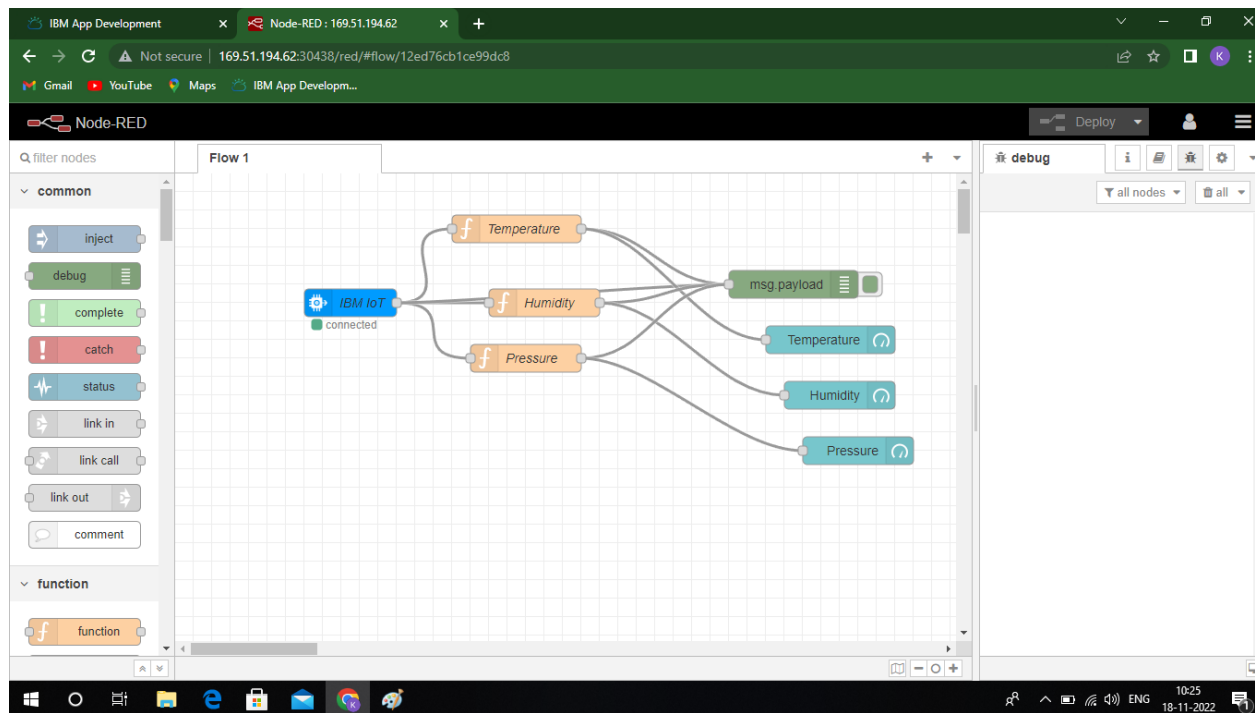 IBM App Development
Node-RED : 169.51.194.62
Not secure | 169.51.194.62:30438/red/#flow/12ed76cb1ce99dc8
K
Gmail YouTube Maps IBM App Developm...
Node-RED
Deploy
filter nodes
Flow 1
debug
i
common
all nodes
all
inject
debug
complete
catch
status
link in
link call
link out
comment
function
f function
f Temperature
IBM IoT
connected
f Humidity
f Pressure
msg.payload
Temperature
Humidity
Pressure
ENG
10:25
18-11-2022
1